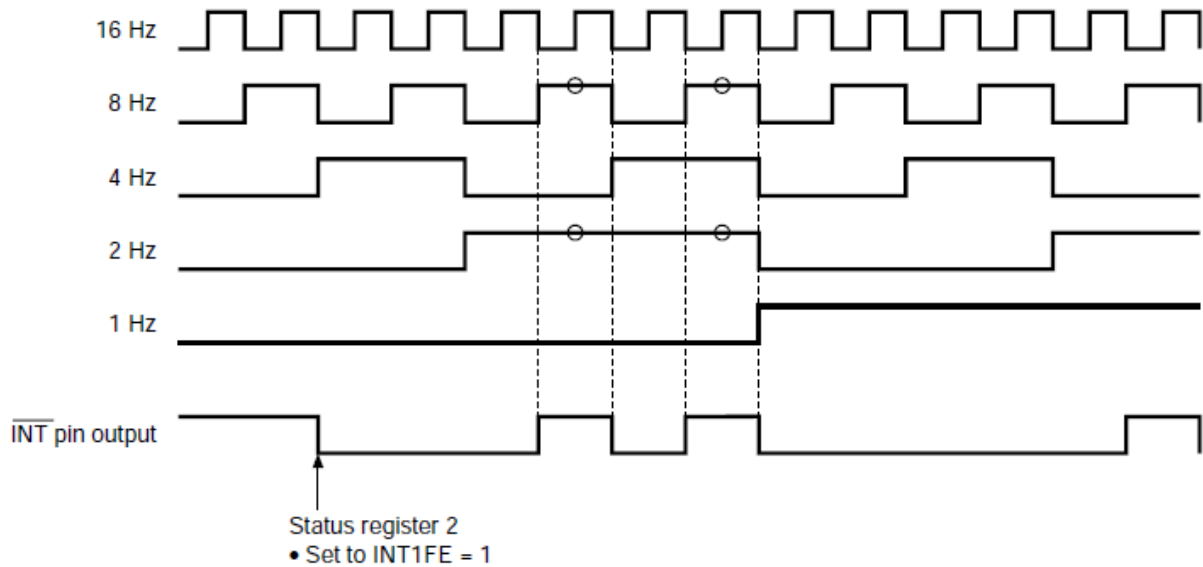 16 Hz
8 Hz
4 Hz
2 Hz
1 Hz
INT pin output
Status register 2
• Set to INT1FE = 1